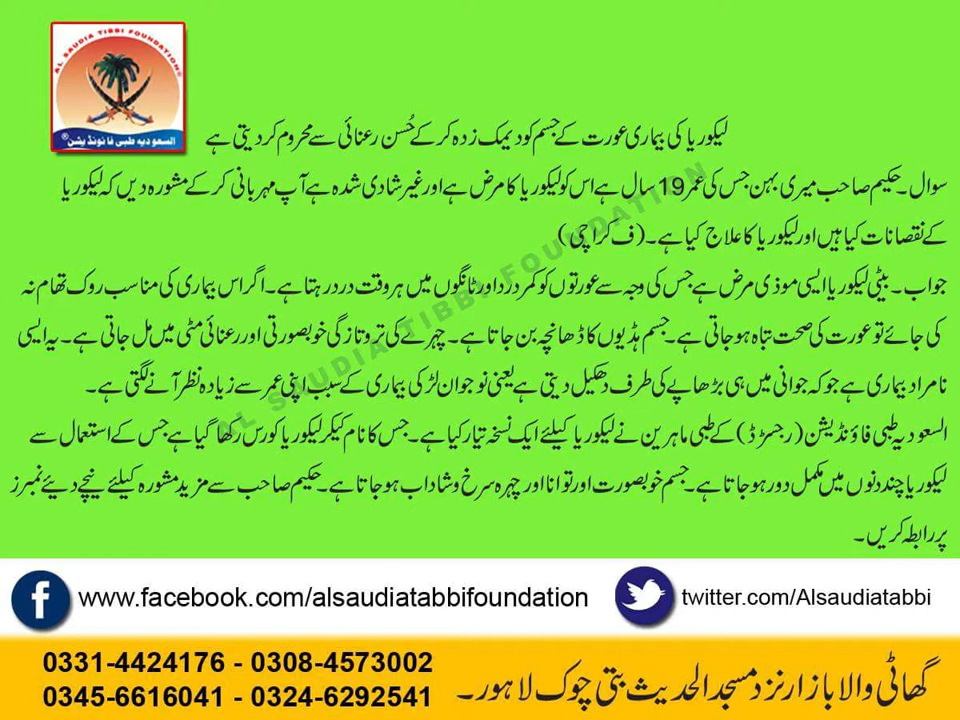 AL SAUDIA TIBBI FOUNDATION®
السعودیہ طبی فاؤنڈیشن®
لیکوریا کی بیماری عورت کے جسم کو دیمک زدہ کر کے حُسن رعنائی سے محروم کر دیتی ہے
سوال۔ حکیم صاحب میری بہن جس کی عمر 19 سال ہے اس کو لیکوریا کا مرض ہے اور غیر شادی شدہ ہے آپ مہربانی کر کے مشورہ دیں کہ لیکوریا
کے نقصانات کیا ہیں اور لیکوریا کا علاج کیا ہے۔ (ف کراچی)
جواب۔ بیٹی لیکوریا ایسی موذی مرض ہے جس کی وجہ سے عورتوں کو کمر درد اور ٹانگوں میں ہر وقت درد رہتا ہے۔ اگر اس بیماری کی مناسب روک تھام نہ
کی جائے تو عورت کی صحت تباہ ہو جاتی ہے۔ جسم ہڈیوں کا ڈھانچہ بن جاتا ہے۔ چہرے کی تروتازگی خوبصورتی اور رعنائی مٹی میں مل جاتی ہے۔ یہ ایسی
نامراد بیماری ہے جو کہ جوانی میں ہی بڑھاپے کی طرف دھکیل دیتی ہے یعنی نوجوان لڑکی بیماری کے سبب اپنی عمر سے زیادہ نظر آنے لگتی ہے۔
السعودیہ طبی فاؤنڈیشن (رجسڑڈ) کے طبی ماہرین نے لیکوریا کیلئے ایک نسخہ تیار کیا ہے۔ جس کا نام کیکر لیکوریا کورس رکھا گیا ہے جس کے استعمال سے
لیکوریا چند دنوں میں مکمل دور ہو جاتا ہے۔ جسم خوبصورت اور توانا اور چہرہ سرخ و شاداب ہو جاتا ہے۔ حکیم صاحب سے مزید مشورہ کیلئے نیچے دیئے نمبرز
پر رابطہ کریں۔
AL SAUDIA TIBBI FOUNDATION
www.facebook.com/alsaudiatabbifoundation
twitter.com/Alsaudiatabbi
0331-4424176 - 0308-4573002
0345-6616041 - 0324-6292541
گھاٹی والا بازار نزد مسجد الحدیث بتی چوک لاہور۔